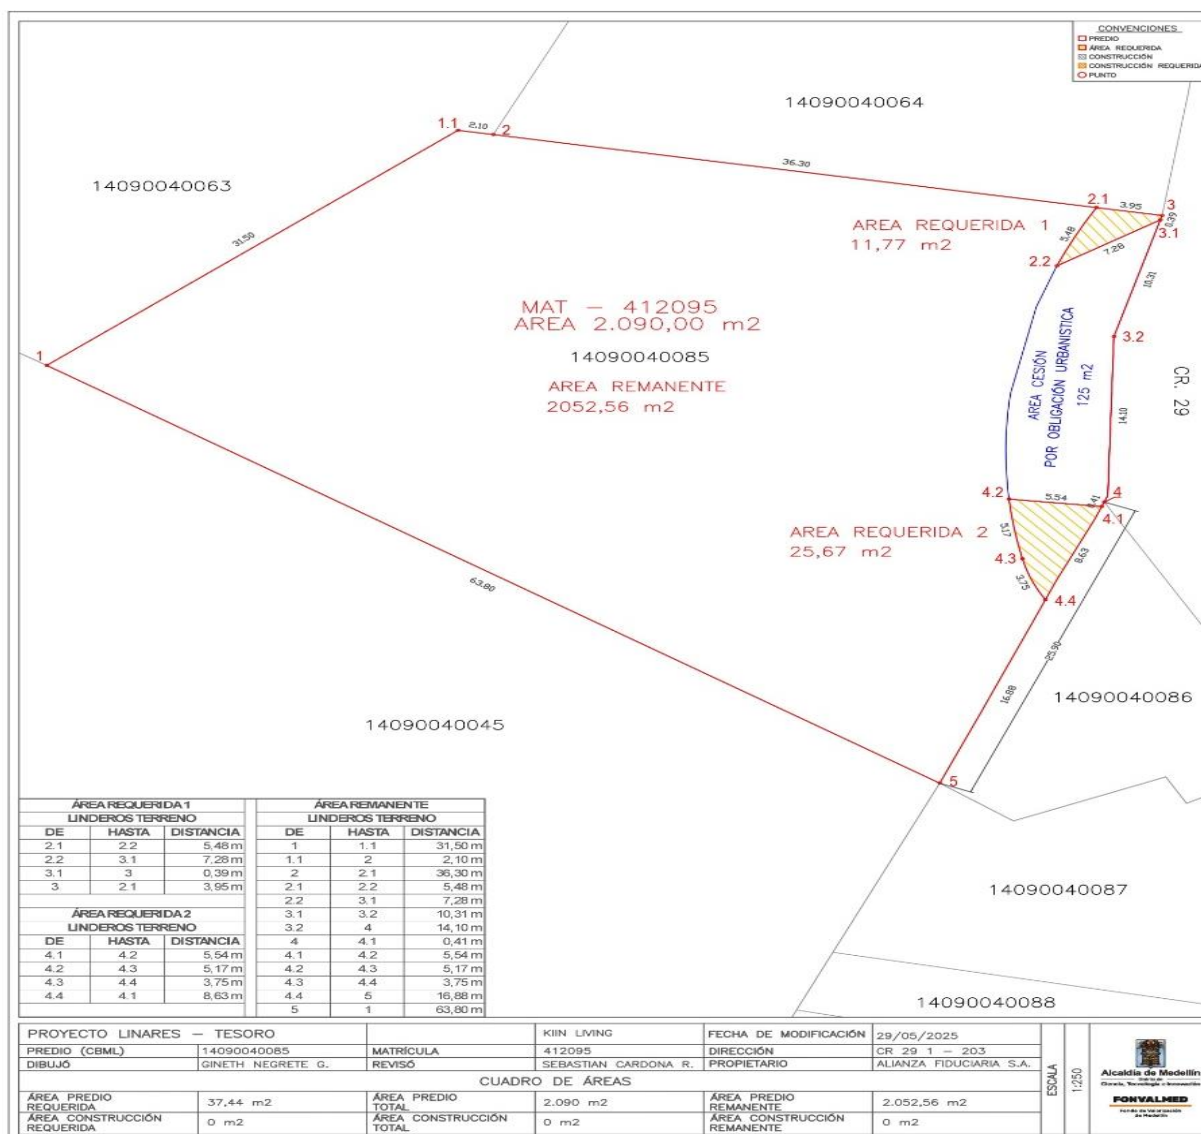 CONVENCIONES
PREDIO
ÁREA REQUERIDA
CONSTRUCCIÓN
CONSTRUCCIÓN REQUERIDA
PUNTO
14090040064
1.1
2.10
2
36.30
14090040063
31.50
2.1
3.95
3
0.39
3.1
AREA REQUERIDA 1
11,77 m2
5.48
7.28
2.2
10.31
MAT – 412095
AREA 2.090,00 m2
14090040085
3.2
1
AREA REMANENTE
2052,56 m2
AREA CESIÓN
POR OBLIGACIÓN URBANISTICA
125 m2
CR. 29
14.10
4.2
5.54
4
4.1
AREA REQUERIDA 2
25,67 m2
5.17
8.63
4.3
3.75
4.4
63.80
25.90
16.88
14090040086
14090040045
5
14090040087
14090040088
ÁREA REQUERIDA 1
LINDEROS TERRENO
DE HASTA DISTANCIA
2.1 2.2 5,48 m
2.2 3.1 7,28 m
3.1 3 0,39 m
3 2.1 3,95 m
ÁREA REQUERIDA 2
LINDEROS TERRENO
DE HASTA DISTANCIA
4.1 4.2 5,54 m
4.2 4.3 5,17 m
4.3 4.4 3,75 m
4.4 4.1 8,63 m
ÁREA REMANENTE
LINDEROS TERRENO
DE HASTA DISTANCIA
1 1.1 31,50 m
1.1 2 2,10 m
2 2.1 36,30 m
2.1 2.2 5,48 m
2.2 3.1 7,28 m
3.1 3.2 10,31 m
3.2 4 14,10 m
4 4.1 0,41 m
4.1 4.2 5,54 m
4.2 4.3 5,17 m
4.3 4.4 3,75 m
4.4 5 16,88 m
5 1 63,80 m
PROYECTO LINARES – TESORO KIIN LIVING FECHA DE MODIFICACIÓN 29/05/2025
PREDIO (CBML) 14090040085 MATRÍCULA 412095 DIRECCIÓN CR 29 1 – 203
DIBUJÓ GINETH NEGRETE G. REVISÓ SEBASTIAN CARDONA R. PROPIETARIO ALIANZA FIDUCIARIA S.A.
CUADRO DE ÁREAS
ÁREA PREDIO REQUERIDA 37,44 m2 ÁREA PREDIO TOTAL 2.090 m2 ÁREA PREDIO REMANENTE 2.052,56 m2
ÁREA CONSTRUCCIÓN REQUERIDA 0 m2 ÁREA CONSTRUCCIÓN TOTAL 0 m2 ÁREA CONSTRUCCIÓN REMANENTE 0 m2
ESCALA
1:250
Alcaldía de Medellín
Distrito de
Ciencia, Tecnología e Innovación
FONVALMED
Fondo de Valorización
de Medellín